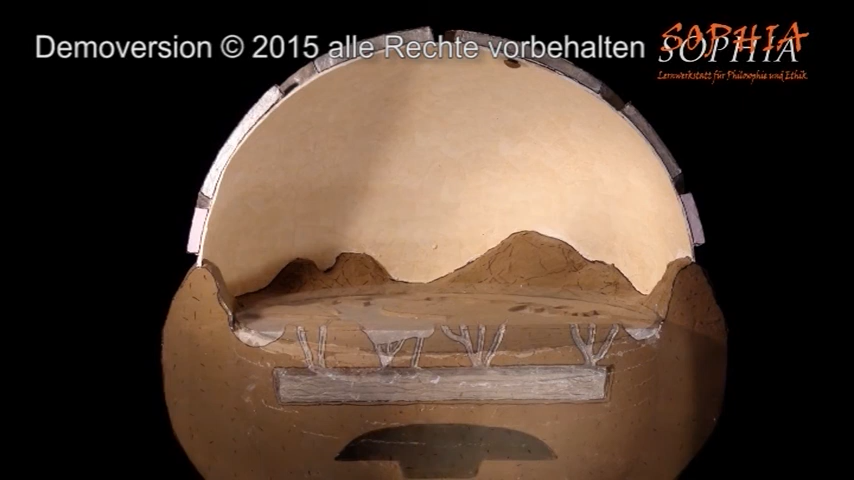 Demoversion © 2015 alle Rechte vorbehalten
SOPHIA
SOPHIA
Lernwerkstatt für Philosophie und Ethik